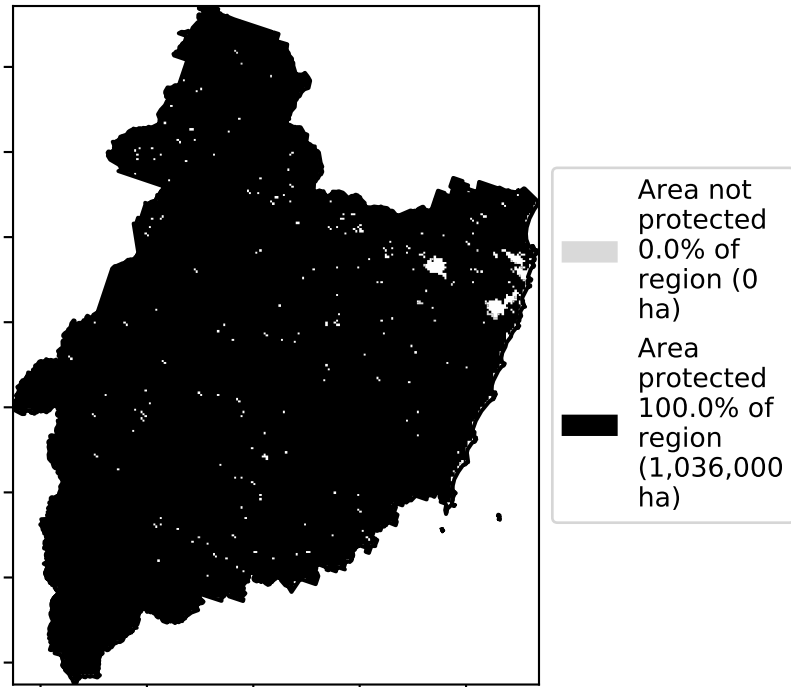 Area not
protected
0.0% of
region (0
ha)
Area
protected
100.0% of
region
(1,036,000
ha)